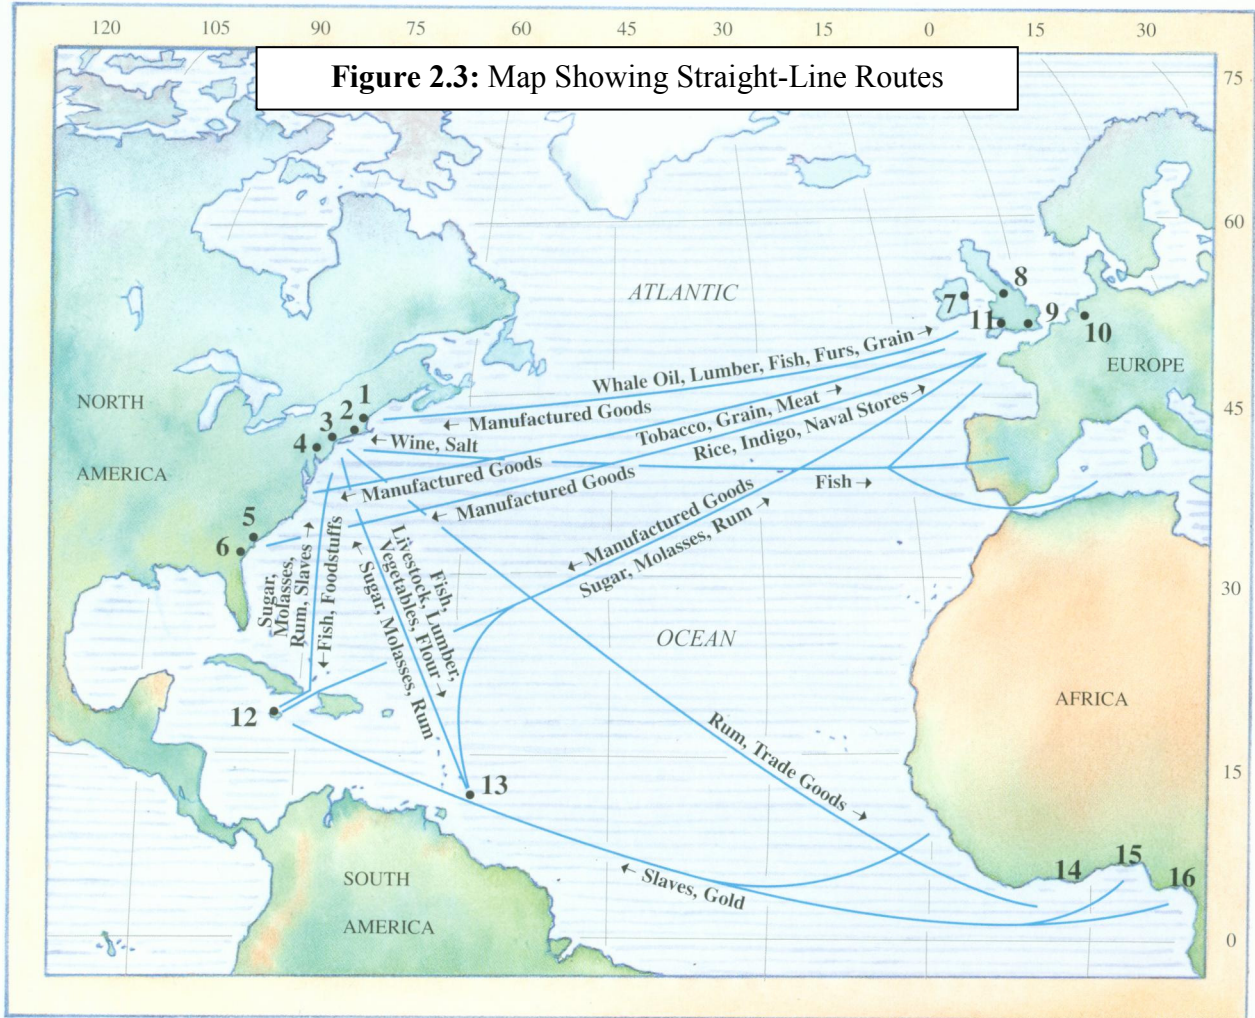 120 105 90 75 60 45 30 15 0 15 30
Figure 2.3: Map Showing Straight-Line Routes
75
60
45
30
15
0
ATLANTIC
OCEAN
NORTH
AMERICA
EUROPE
AFRICA
SOUTH
AMERICA
1
2
3
4
5
6
7
8
9
10
11
12
13
14
15
16
Whale Oil, Lumber, Fish, Furs, Grain →
← Manufactured Goods
Tobacco, Grain, Meat →
← Wine, Salt
Rice, Indigo, Naval Stores →
← Manufactured Goods
← Manufactured Goods
Fish →
← Manufactured Goods
Sugar, Molasses, Rum →
Sugar,
Molasses,
Rum, Slaves →
← Fish, Foodstuffs
Fish,
Livestock, Lumber,
Vegetables, Flour →
← Sugar, Molasses, Rum
Rum, Trade Goods →
← Slaves, Gold